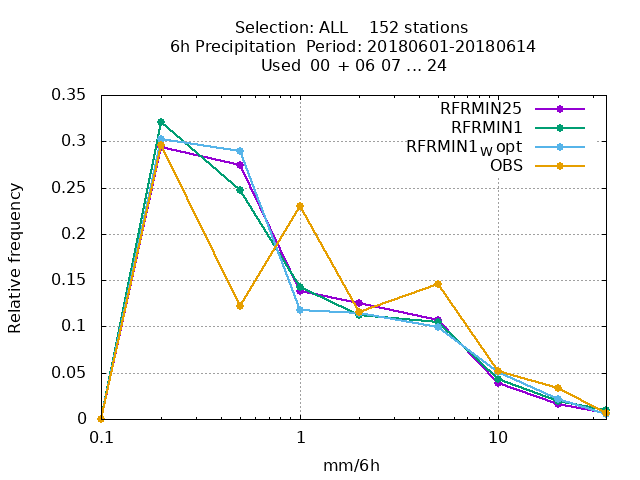 Selection: ALL    152 stations
6h Precipitation  Period: 20180601-20180614
Used  00  + 06 07 ... 24
RFRMIN25
RFRMIN1
RFRMIN1_W opt
OBS
Relative frequency
0.35
0.3
0.25
0.2
0.15
0.1
0.05
0
0.1 1 10
mm/6h